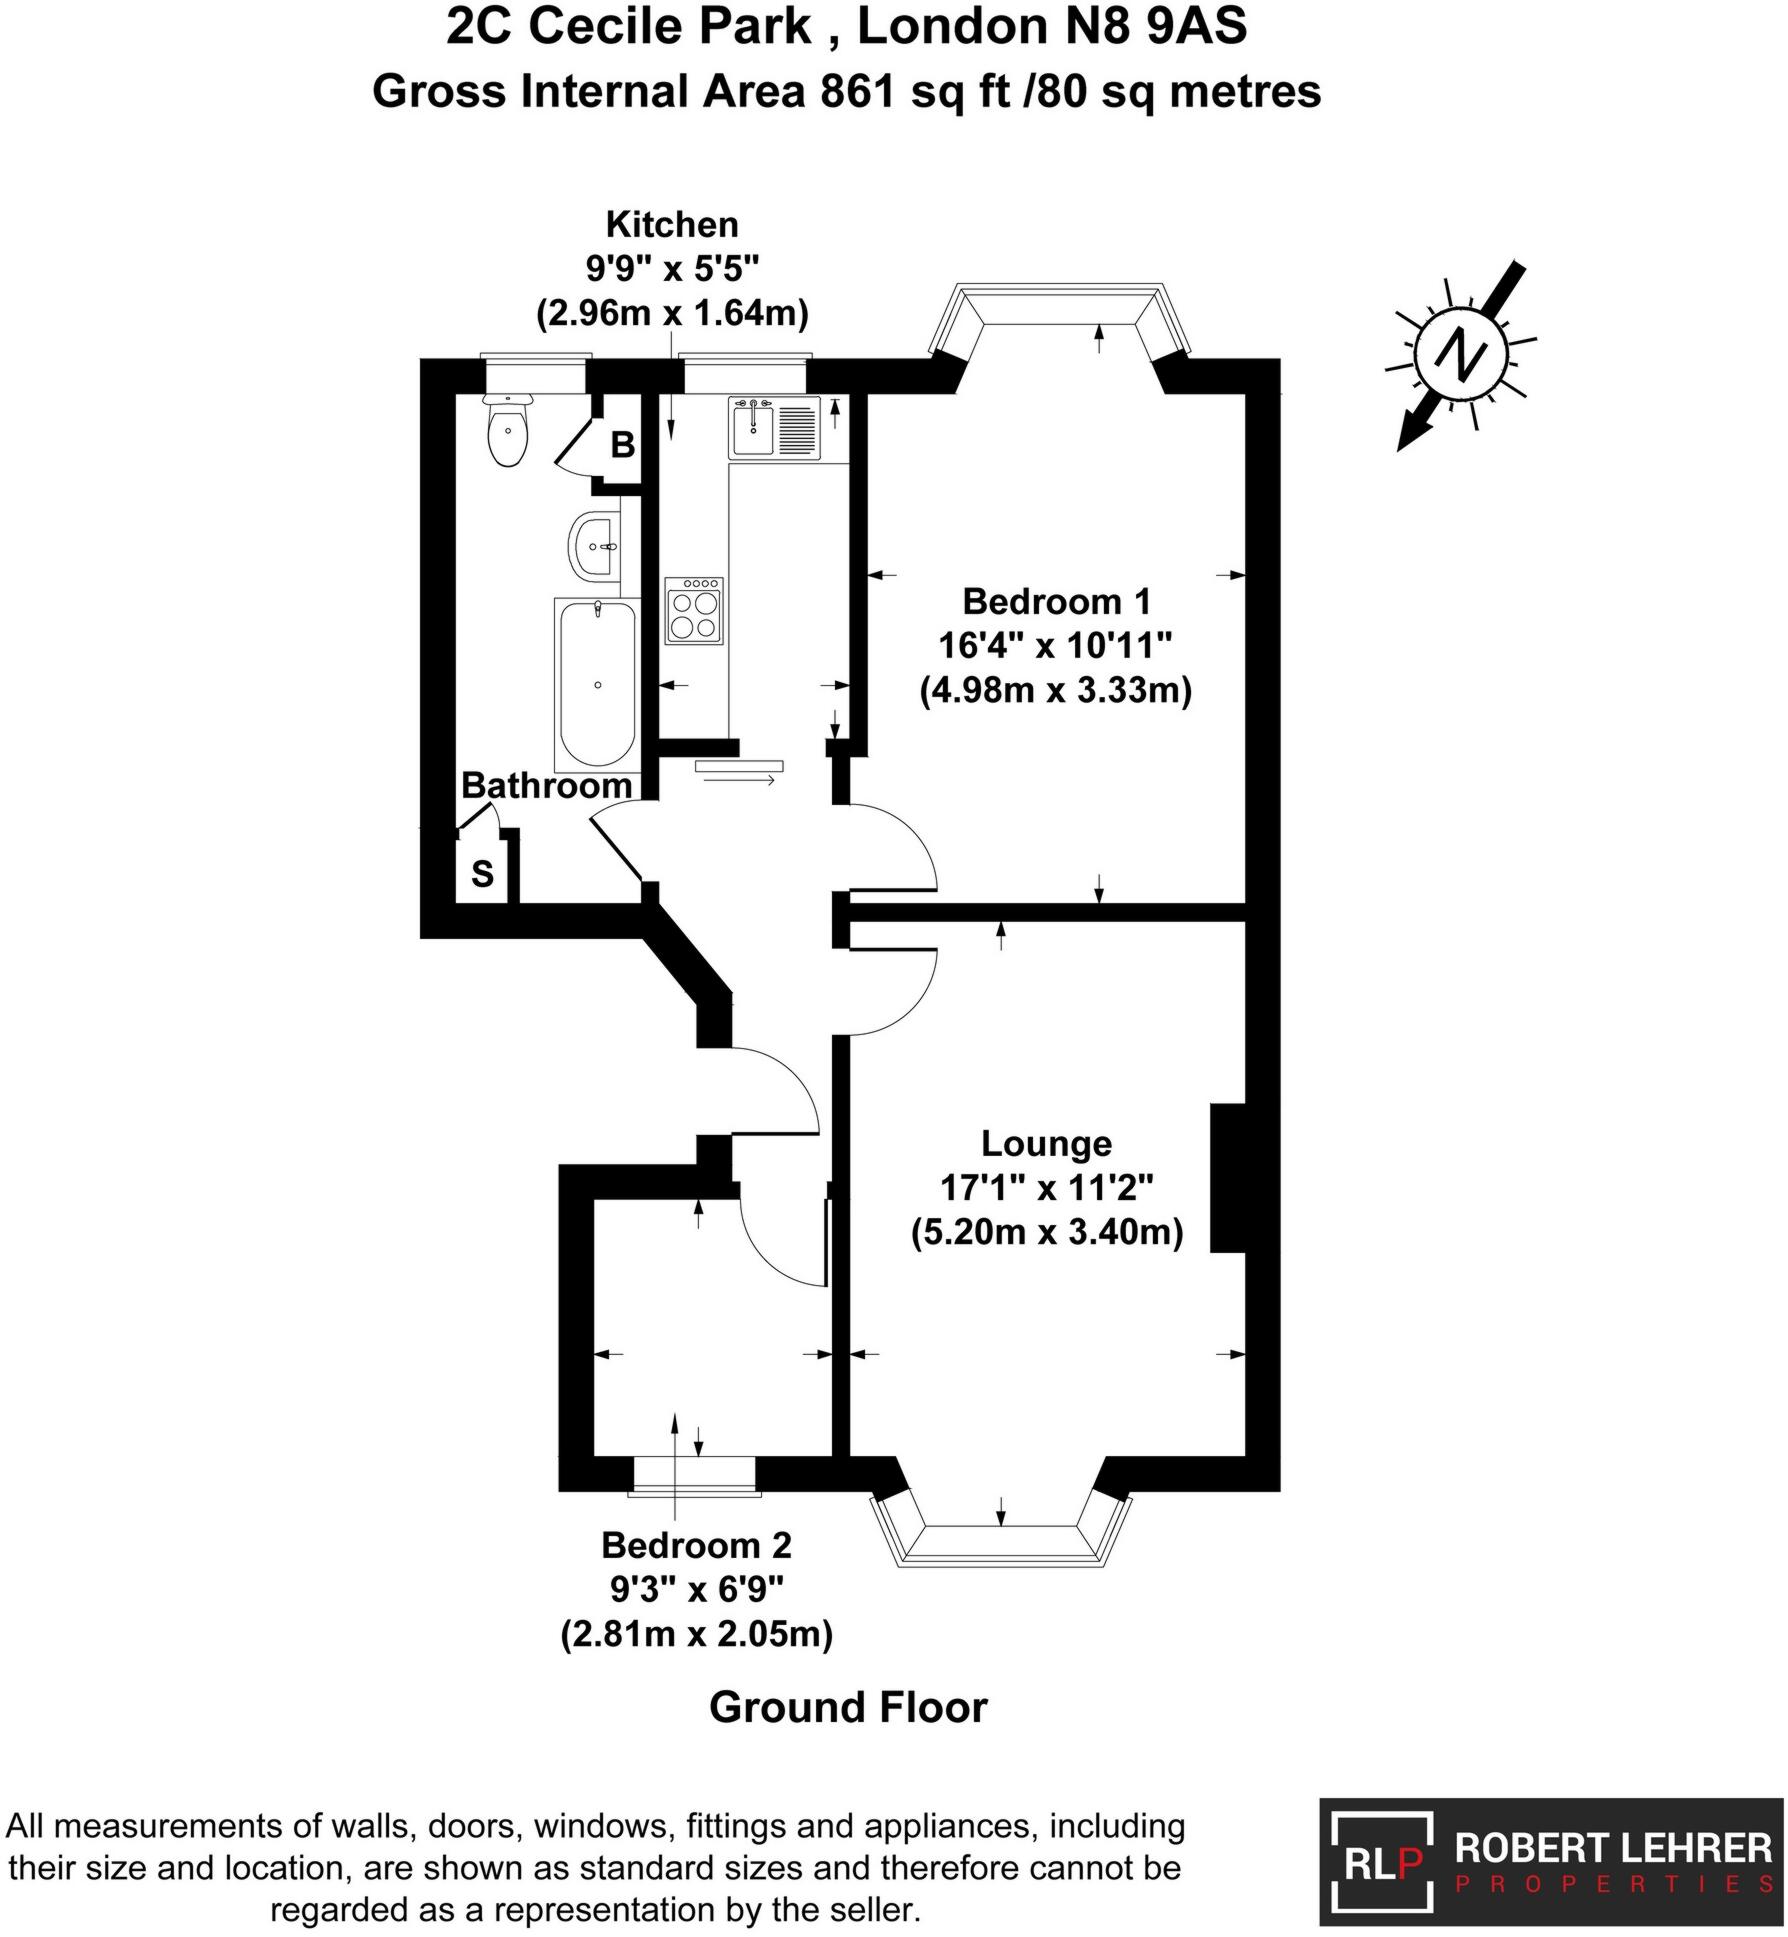 2C Cecile Park , London N8 9AS
Gross Internal Area 861 sq ft /80 sq metres
Kitchen
9'9" x 5'5"
(2.96m x 1.64m)
N
B
Bedroom 1
16'4" x 10'11"
(4.98m x 3.33m)
Bathroom
S
Lounge
17'1" x 11'2"
(5.20m x 3.40m)
Bedroom 2
9'3" x 6'9"
(2.81m x 2.05m)
Ground Floor
All measurements of walls, doors, windows, fittings and appliances, including
their size and location, are shown as standard sizes and therefore cannot be
regarded as a representation by the seller.
RLP
ROBERT LEHRER
PROPERTIES